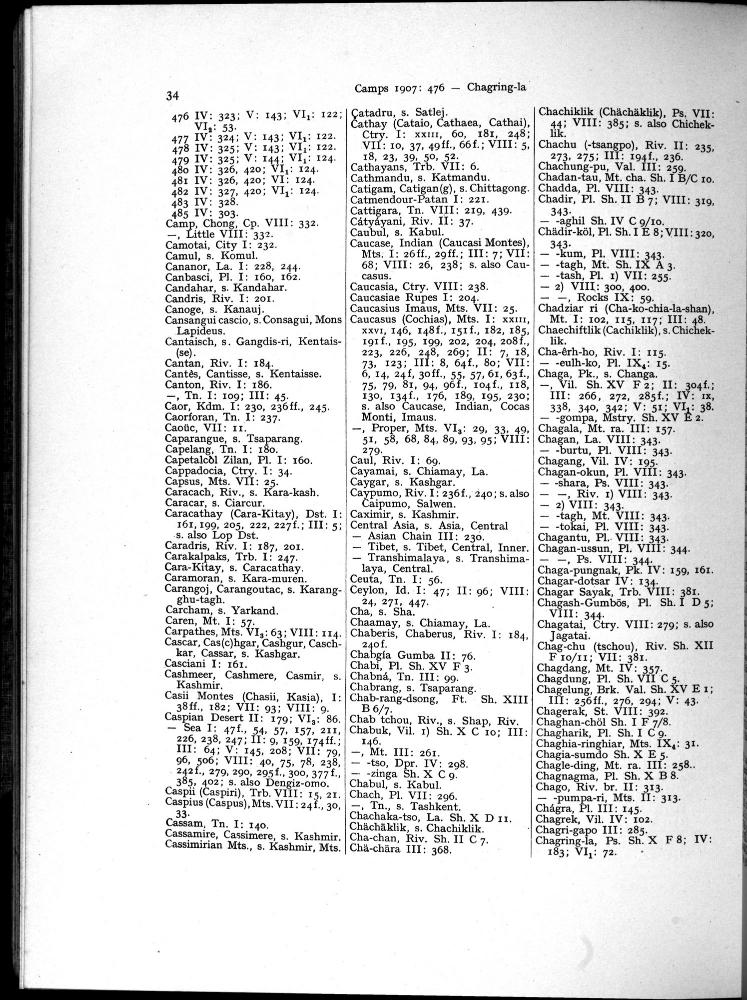 34
Camps 1907: 476 — Chagring-la
476 IV: 323; V: 143; VI₁: 122;
VI₂: 53.
477 IV: 324; V: 143; VI₁: 122.
478 IV: 325; V: 143; VI₁: 122.
479 IV: 325; V: 144; VI₁: 124.
480 IV: 326, 420; VI₁: 124.
481 IV: 326, 420; VI: 124.
482 IV: 327, 420; VI₁: 124.
483 IV: 328.
485 IV: 303.
Camp, Chong, Cp. VIII: 332.
—, Little VIII: 332.
Camotai, City I: 232.
Camul, s. Komul.
Cananor, La. I: 228, 244.
Canbasci, Pl. I: 160, 162.
Candahar, s. Kandahar.
Candris, Riv. I: 201.
Canoge, s. Kanauj.
Cansangui cascio, s. Consagui, Mons
Lapideus.
Cantaisch, s. Gangdis-ri, Kentais-
(se).
Cantan, Riv. I: 184.
Cantès, Cantisse, s. Kentaisse.
Canton, Riv. I: 186.
—, Tn. I: 109; III: 45.
Caor, Kdm. I: 230, 236ff., 245.
Caorforan, Tn. I: 237.
Caoüc, VII: 11.
Caparangue, s. Tsaparang.
Capelang, Tn. I: 180.
Capetalcòl Zilan, Pl. I: 160.
Cappadocia, Ctry. I: 34.
Capsus, Mts. VII: 25.
Caracach, Riv., s. Kara-kash.
Caracar, s. Ciarcur.
Caracathay (Cara-Kitay), Dst. I:
161, 199, 205, 222, 227f.; III: 5;
s. also Lop Dst.
Caradris, Riv. I: 187, 201.
Carakalpaks, Trb. I: 247.
Cara-Kitay, s. Caracathay.
Caramoran, s. Kara-muren.
Carangoj, Carangoutac, s. Karang-
ghu-tagh.
Carcham, s. Yarkand.
Caren, Mt. I: 57.
Carpathes, Mts. VI₃: 63; VIII: 114.
Cascar, Cas(c)hgar, Cashgur, Casch-
kar, Cassar, s. Kashgar.
Casciani I: 161.
Cashmeer, Cashmere, Casmir, s.
Kashmir.
Casii Montes (Chasii, Kasia), I:
38ff., 182; VII: 93; VIII: 9.
Caspian Desert II: 179; VI₃: 86.
— Sea I: 47f., 54, 57, 157, 211,
226, 238, 247; II: 9, 159, 174ff.;
III: 64; V: 145, 208; VII: 79,
96, 506; VIII: 40, 75, 78, 238,
242f., 279, 290, 295f., 300, 377f.,
385, 402; s. also Dengiz-omo.
Caspii (Caspiri), Trb. VIII: 15, 21.
Caspius (Caspus), Mts. VII: 24f., 30,
33.
Cassam, Tn. I: 140.
Cassamire, Cassimere, s. Kashmir.
Cassimirian Mts., s. Kashmir, Mts.
Çatadru, s. Satlej.
Cathay (Cataio, Cathaea, Cathai),
Ctry. I: XXIII, 60, 181, 248;
VII: 10, 37, 49ff., 66f.; VIII: 5,
18, 23, 39, 50, 52.
Cathayans, Trb. VII: 6.
Cathmandu, s. Katmandu.
Catigam, Catigan(g), s. Chittagong.
Catmendour-Patan I: 221.
Cattigara, Tn. VIII: 219, 439.
Cátyáyani, Riv. II: 37.
Caubul, s. Kabul.
Caucase, Indian (Caucasi Montes),
Mts. I: 26ff., 29ff.; III: 7; VII:
68; VIII: 26, 238; s. also Cau-
casus.
Caucasia, Ctry. VIII: 238.
Caucasiae Rupes I: 204.
Caucasius Imaus, Mts. VII: 25.
Caucasus (Cochias), Mts. I: XXIII,
XXVI, 146, 148f., 151f., 182, 185,
191f., 195, 199, 202, 204, 208f.,
223, 226, 248, 269; II: 7, 18,
73, 123; III: 8, 64f., 80; VII:
6, 14, 24f, 30ff., 55, 57, 61, 63f.,
75, 79, 81, 94, 96f., 104f., 118,
130, 134f., 176, 189, 195, 230;
s. also Caucase, Indian, Cocas
Monti, Imaus.
—, Proper, Mts. VI₃: 29, 33, 49,
51, 58, 68, 84, 89, 93, 95; VIII:
279.
Caul, Riv. I: 69.
Cayamai, s. Chiamay, La.
Caygar, s. Kashgar.
Caypumo, Riv. I: 236f., 240; s. also
Caipumo, Salwen.
Caximir, s. Kashmir.
Central Asia, s. Asia, Central
— Asian Chain III: 230.
— Tibet, s. Tibet, Central, Inner.
— Transhimalaya, s. Transhima-
laya, Central.
Ceuta, Tn. I: 56.
Ceylon, Id. I: 47; II: 96; VIII:
24, 271, 447.
Cha, s. Sha.
Chaamay, s. Chiamay, La.
Chaberis, Chaberus, Riv. I: 184,
240f.
Chabgía Gumba II: 76.
Chabi, Pl. Sh. XV F 3.
Chabná, Tn. III: 99.
Chabrang, s. Tsaparang.
Chab-rang-dsong, Ft. Sh. XIII
B 6/7.
Chab tchou, Riv., s. Shap, Riv.
Chabuk, Val. 1) Sh. X C 10; III:
146.
—, Mt. III: 261.
— -tso, Dpr. IV: 298.
— -zinga Sh. X C 9.
Chabul, s. Kabul.
Chach, Pl. VII: 296.
—, Tn., s. Tashkent.
Chachaka-tso, La. Sh. X D 11.
Chächäklik, s. Chachiklik.
Cha-chan, Riv. Sh. II C 7.
Chä-chära III: 368.
Chachiklik (Chächäklik), Ps. VII:
44; VIII: 385; s. also Chichek-
lik.
Chachu (-tsangpo), Riv. II: 235,
273, 275; III: 194f., 236.
Chachung-pu, Val. III: 259.
Chadan-tau, Mt. cha. Sh. I B/C 10.
Chadda, Pl. VIII: 343.
Chadir, Pl. Sh. II B 7; VIII: 319,
343.
— -aghil Sh. IV C 9/10.
Chädir-köl, Pl. Sh. I E 8; VIII: 320,
343.
— -kum, Pl. VIII: 343.
— -tagh, Mt. Sh. IX A 3.
— -tash, Pl. 1) VII: 255.
— 2) VIII: 300, 400.
— —, Rocks IX: 59.
Chadziar ri (Cha-ko-chia-la-shan),
Mt. I: 102, 115, 117; III: 48.
Chaechiftlik (Cachiklik), s. Chichek-
lik.
Cha-êrh-ho, Riv. I: 115.
— -eulh-ko, Pl. IX₄: 15.
Chaga, Pk., s. Changa.
—, Vil. Sh. XV F 2; II: 304f.;
III: 266, 272, 285f.; IV: IX,
338, 340, 342; V: 51; VI₁: 38.
— -gompa, Mstry. Sh. XV E 2.
Chagala, Mt. ra. III: 157.
Chagan, La. VIII: 343.
— -burtu, Pl. VIII: 343.
Chagang, Vil. IV: 195.
Chagan-okun, Pl. VIII: 343.
— -shara, Ps. VIII: 343.
— —, Riv. 1) VIII: 343.
— 2) VIII: 343.
— -tagh, Mt. VIII: 343.
— -tokai, Pl. VIII: 343.
Chagantu, Pl. VIII: 343.
Chagan-ussun, Pl. VIII: 344.
— —, Ps. VIII: 344.
Chaga-pungnak, Pk. IV: 159, 161.
Chagar-dotsar IV: 134.
Chagar Sayak, Trb. VIII: 381.
Chagash-Gumbös, Pl. Sh. I D 5;
VIII: 344.
Chagatai, Ctry. VIII: 279; s. also
Jagatai.
Chag-chu (tschou), Riv. Sh. XII
F 10/11; VII: 381.
Chagdang, Mt. IV: 357.
Chagdung, Pl. Sh. VII C 5.
Chagelung, Brk. Val. Sh. XV E 1;
III: 256ff., 276, 294; V: 43.
Chagerak, St. VIII: 392.
Chaghan-chöl Sh. I F 7/8.
Chagharik, Pl. Sh. I C 9.
Chaghia-ringhiar, Mts. IX₄: 31.
Chagia-sumdo Sh. X E 5.
Chagle-ding, Mt. ra. III: 258.
Chagnagma, Pl. Sh. X B 8.
Chago, Riv. br. II: 313.
— -pumpa-ri, Mts. II: 313.
Chágra, Pl. III: 145.
Chagrek, Vil. IV: 102.
Chagri-gapo III: 285.
Chagring-la, Ps. Sh. X F 8; IV:
183; VI₁: 72.